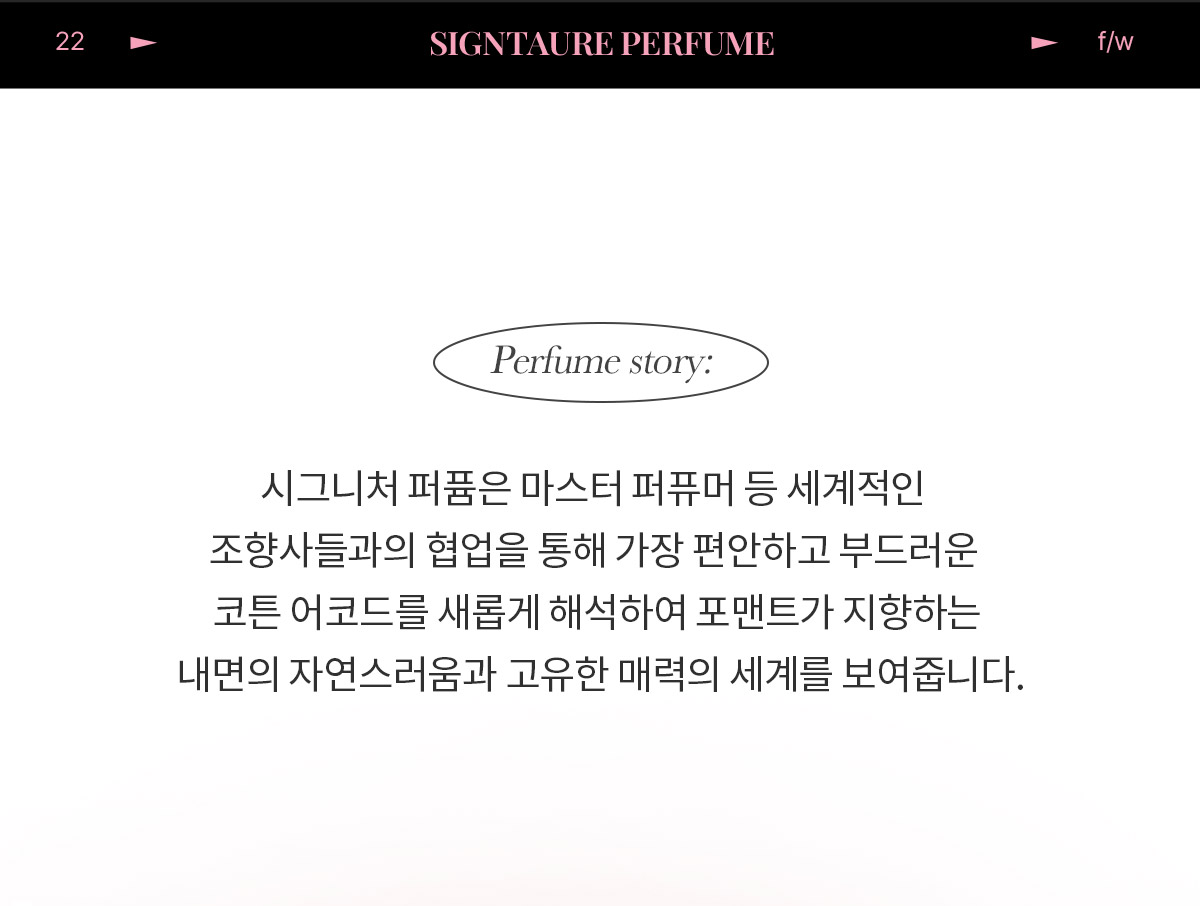 22 ► SIGNTAURE PERFUME ► f/w
Perfume story:
시그니처 퍼퓸은 마스터 퍼퓨머 등 세계적인
조향사들과의 협업을 통해 가장 편안하고 부드러운
코튼 어코드를 새롭게 해석하여 포맨트가 지향하는
내면의 자연스러움과 고유한 매력의 세계를 보여줍니다.